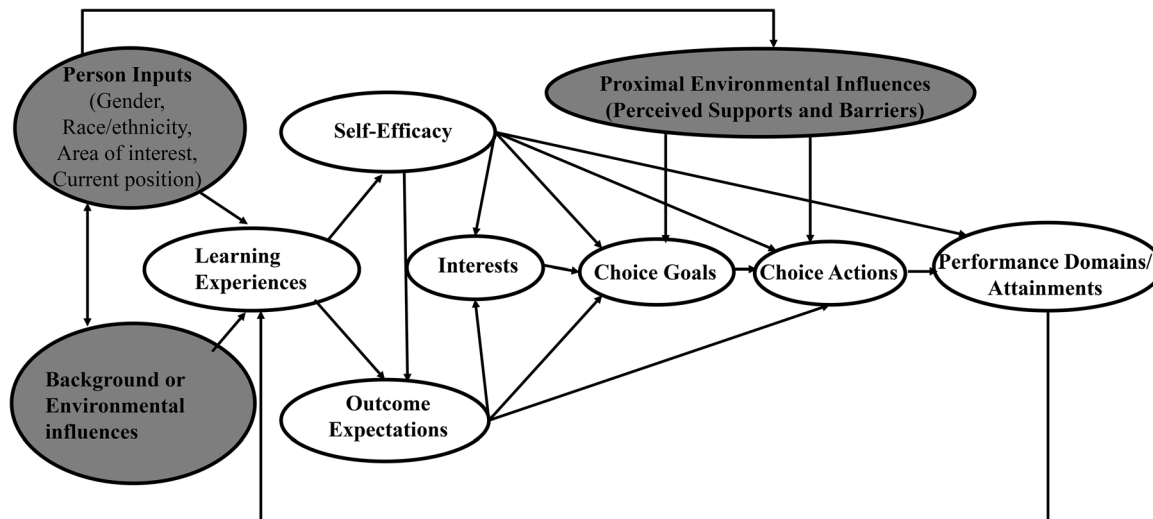 Person Inputs
(Gender,
Race/ethnicity,
Area of interest,
Current position)
Proximal Environmental Influences
(Perceived Supports and Barriers)
Self-Efficacy
Learning
Experiences
Interests
Choice Goals
Choice Actions
Performance Domains/
Attainments
Background or
Environmental
influences
Outcome
Expectations